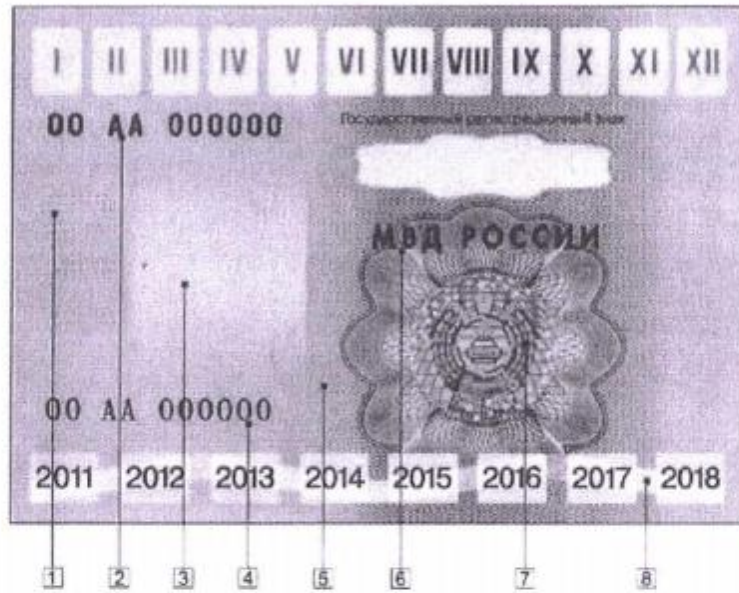 I II III IV V VI VII VIII IX X XI XII
00 АА 000000
Государственный регистрационный знак
МВД РОССИИ
00 АА 000000
2011 2012 2013 2014 2015 2016 2017 2018
1 2 3 4 5 6 7 8